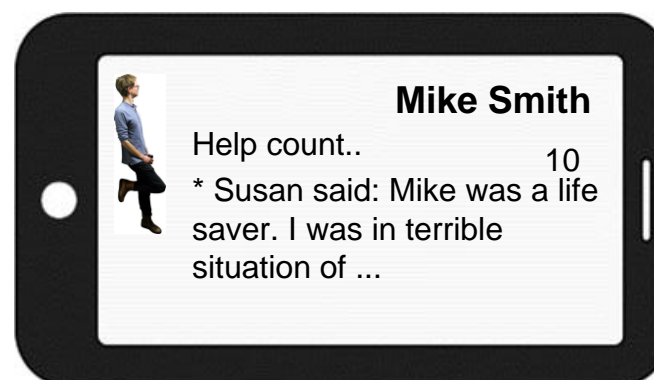 Mike Smith
Help count..
10
* Susan said: Mike was a life
saver. I was in terrible
situation of ...